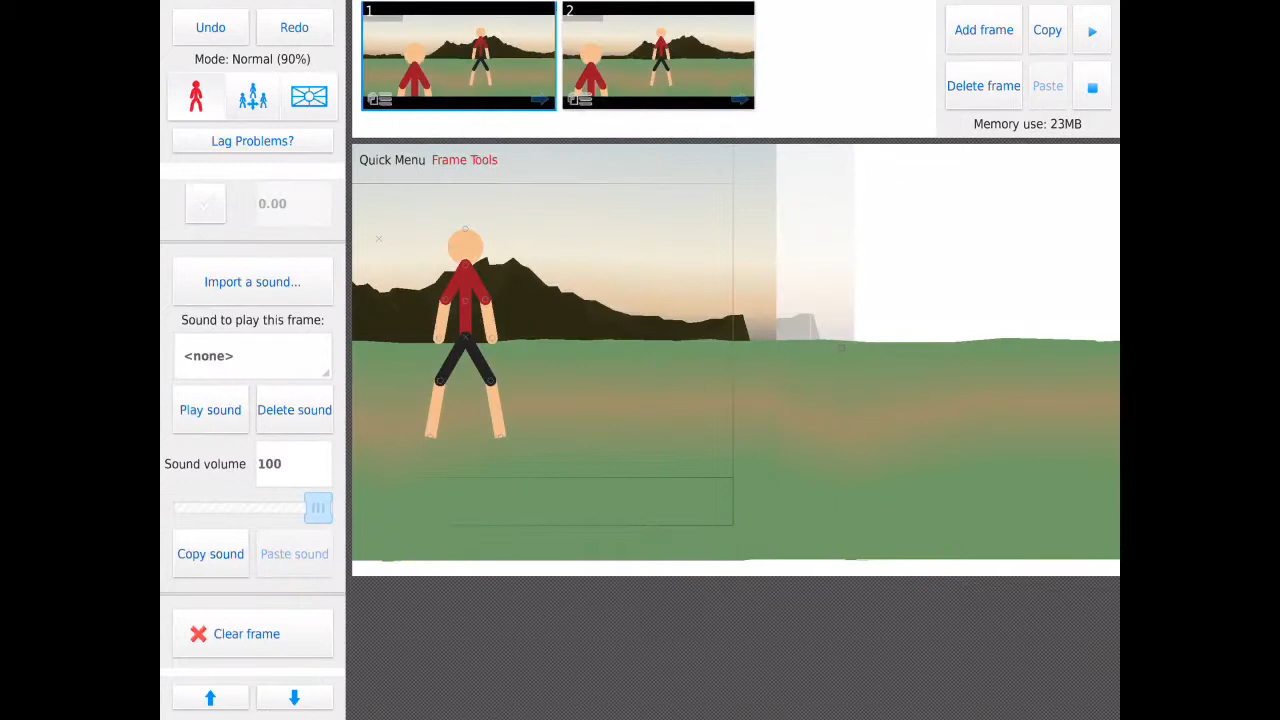 Undo Redo
Mode: Normal (90%)
Lag Problems?
0.00
Import a sound...
Sound to play this frame:
<none>
Play sound Delete sound
Sound volume 100
Copy sound Paste sound
Clear frame
1 2
Add frame Copy
Delete frame Paste
Memory use: 23MB
Quick Menu Frame Tools